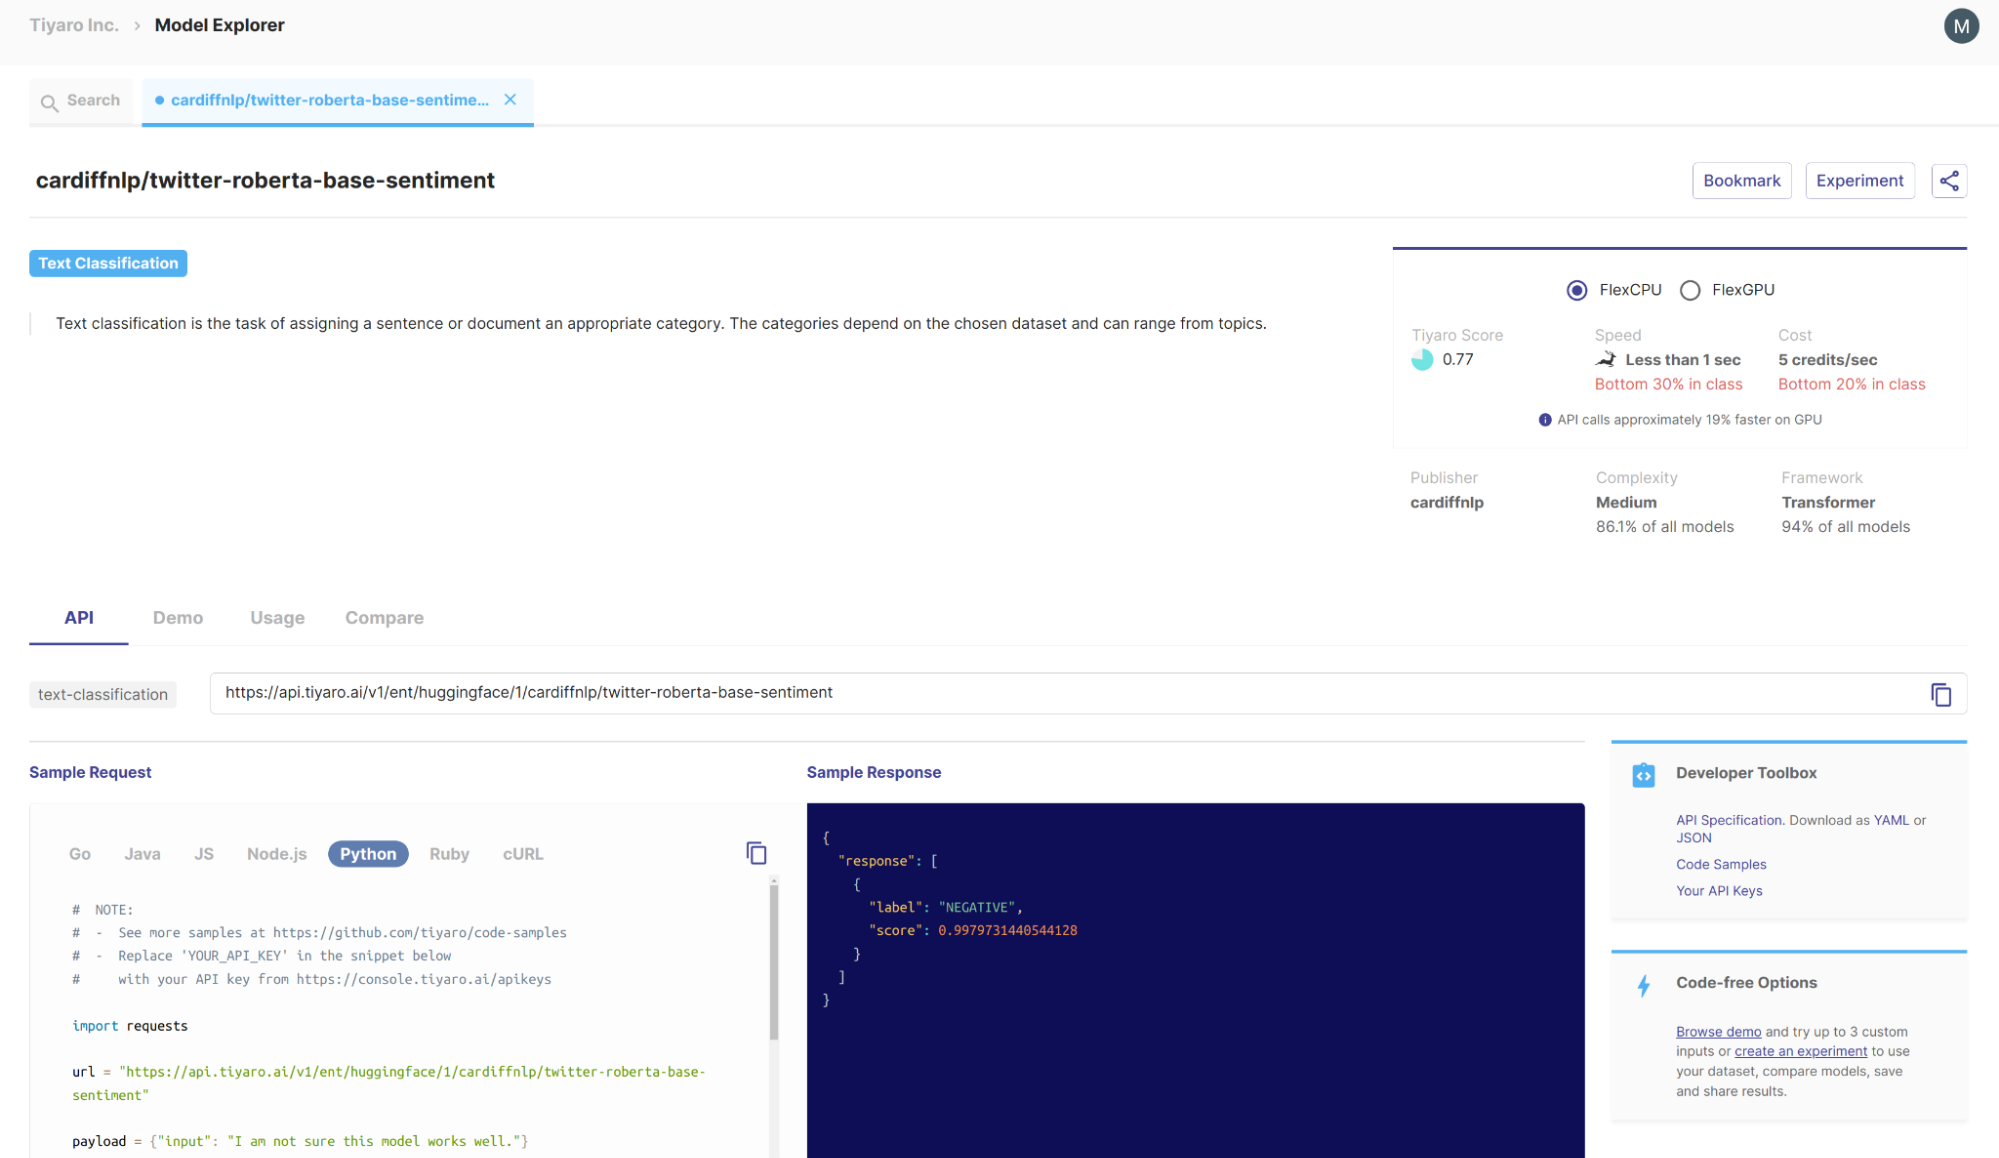 Tiyaro Inc. › Model Explorer
M
Search
cardiffnlp/twitter-roberta-base-sentime...
cardiffnlp/twitter-roberta-base-sentiment
Bookmark
Experiment
Text Classification
Text classification is the task of assigning a sentence or document an appropriate category. The categories depend on the chosen dataset and can range from topics.
FlexCPU
FlexGPU
Tiyaro Score
0.77
Speed
Less than 1 sec
Bottom 30% in class
Cost
5 credits/sec
Bottom 20% in class
API calls approximately 19% faster on GPU
Publisher
cardiffnlp
Complexity
Medium
86.1% of all models
Framework
Transformer
94% of all models
API
Demo
Usage
Compare
text-classification
https://api.tiyaro.ai/v1/ent/huggingface/1/cardiffnlp/twitter-roberta-base-sentiment
Sample Request
Go
Java
JS
Node.js
Python
Ruby
cURL
# NOTE:
# - See more samples at https://github.com/tiyaro/code-samples
# - Replace 'YOUR_API_KEY' in the snippet below
# with your API key from https://console.tiyaro.ai/apikeys
import requests
url = "https://api.tiyaro.ai/v1/ent/huggingface/1/cardiffnlp/twitter-roberta-base-
sentiment"
payload = {"input": "I am not sure this model works well."}
Sample Response
{
"response": [
{
"label": "NEGATIVE",
"score": 0.9979731440544128
}
]
}
Developer Toolbox
API Specification. Download as YAML or
JSON
Code Samples
Your API Keys
Code-free Options
Browse demo and try up to 3 custom
inputs or create an experiment to use
your dataset, compare models, save
and share results.